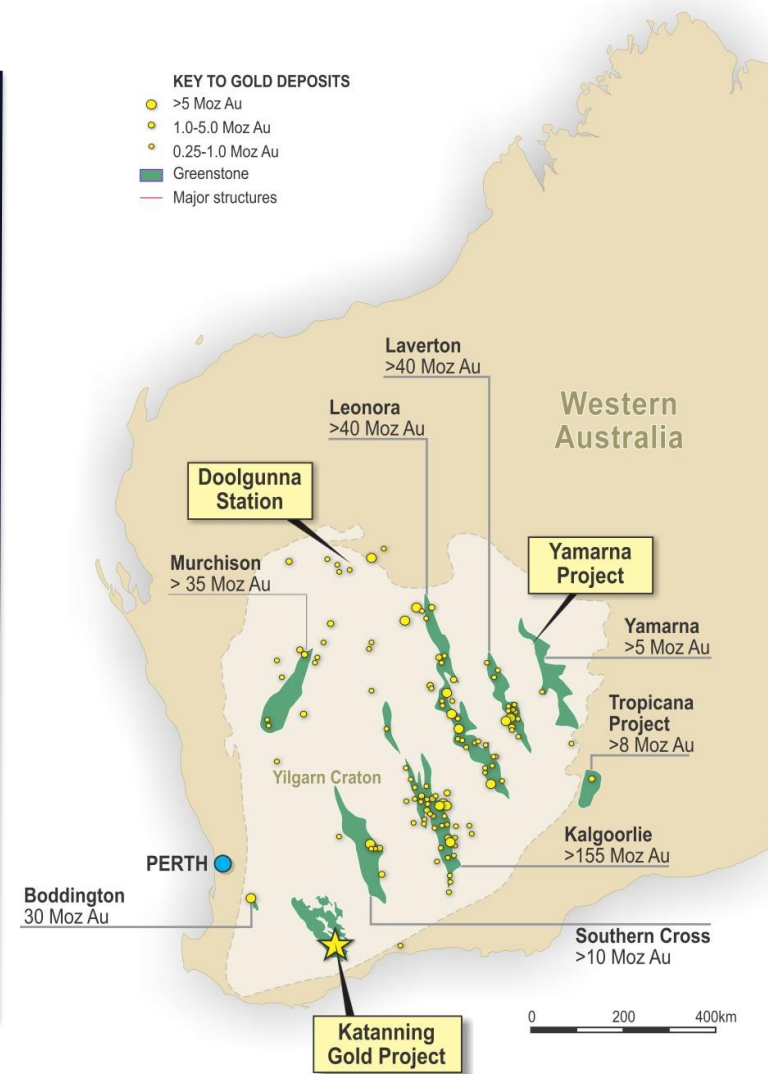 KEY TO GOLD DEPOSITS
>5 Moz Au
1.0-5.0 Moz Au
0.25-1.0 Moz Au
Greenstone
Major structures
Laverton
>40 Moz Au
Leonora
>40 Moz Au
Western
Australia
Doolgunna
Station
Murchison
> 35 Moz Au
Yamarna
Project
Yamarna
>5 Moz Au
Tropicana
Project
>8 Moz Au
Yilgarn Craton
PERTH
Kalgoorlie
>155 Moz Au
Boddington
30 Moz Au
Southern Cross
>10 Moz Au
Katanning
Gold Project
0 200 400km